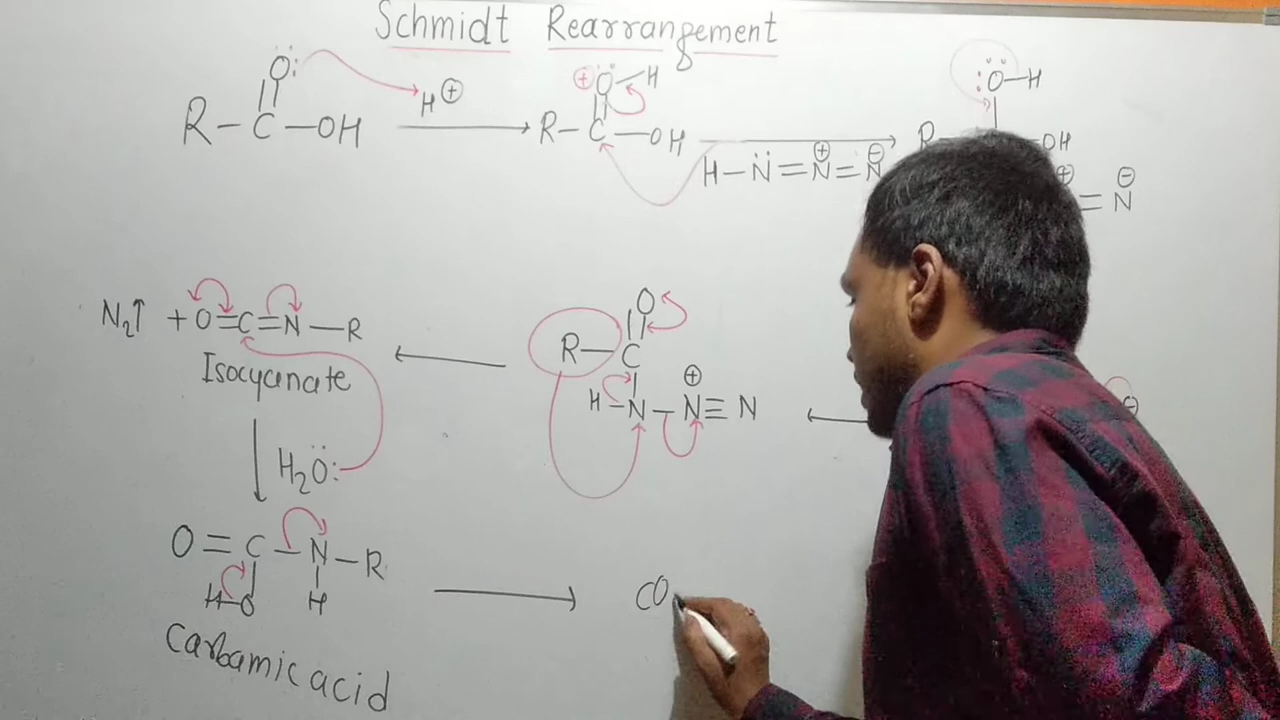 Schmidt Rearrangement
Ö: ⊕ Ö–H :Ö–H
R–C–OH H⊕ → R–C–OH → R OH
H–N̈=N⊕=N⊖ ⊕ = N ⊖
N2↑ + O=C=N–R
Isocyanate
O
R–C
H–N–N⊕≡N
H2Ö:
O=C–N–R
H–O H
Carbamic acid
→ CO